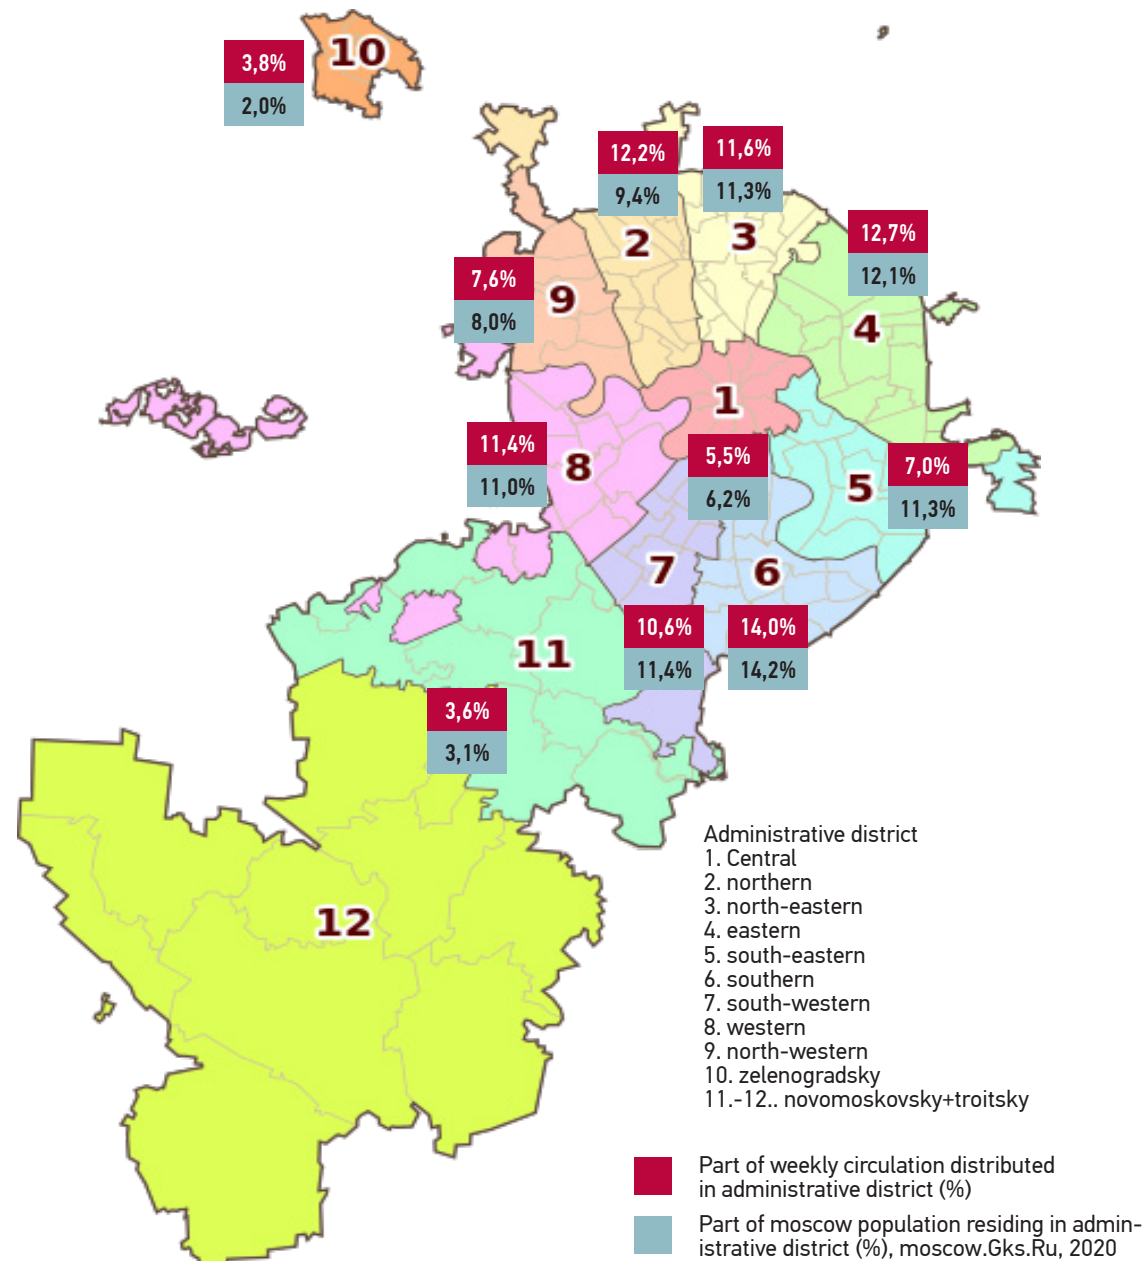 10
3,8%
2,0%
12,2%
9,4%
11,6%
11,3%
2
3
12,7%
12,1%
7,6%
8,0%
9
4
1
11,4%
11,0%
8
5,5%
6,2%
5
7,0%
11,3%
7
6
10,6%
11,4%
14,0%
14,2%
11
3,6%
3,1%
12
Administrative district
1. Central
2. northern
3. north-eastern
4. eastern
5. south-eastern
6. southern
7. south-western
8. western
9. north-western
10. zelenogradsky
11.-12.. novomoskovsky+troitsky
Part of weekly circulation distributed
in administrative district (%)
Part of moscow population residing in admin-
istrative district (%), moscow.Gks.Ru, 2020